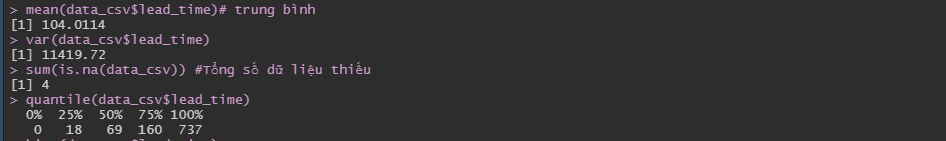 > mean(data_csv$lead_time)# trung bình
[1] 104.0114
> var(data_csv$lead_time)
[1] 11419.72
> sum(is.na(data_csv)) #Tổng số dữ liệu thiếu
[1] 4
> quantile(data_csv$lead_time)
0% 25% 50% 75% 100%
0 18 69 160 737